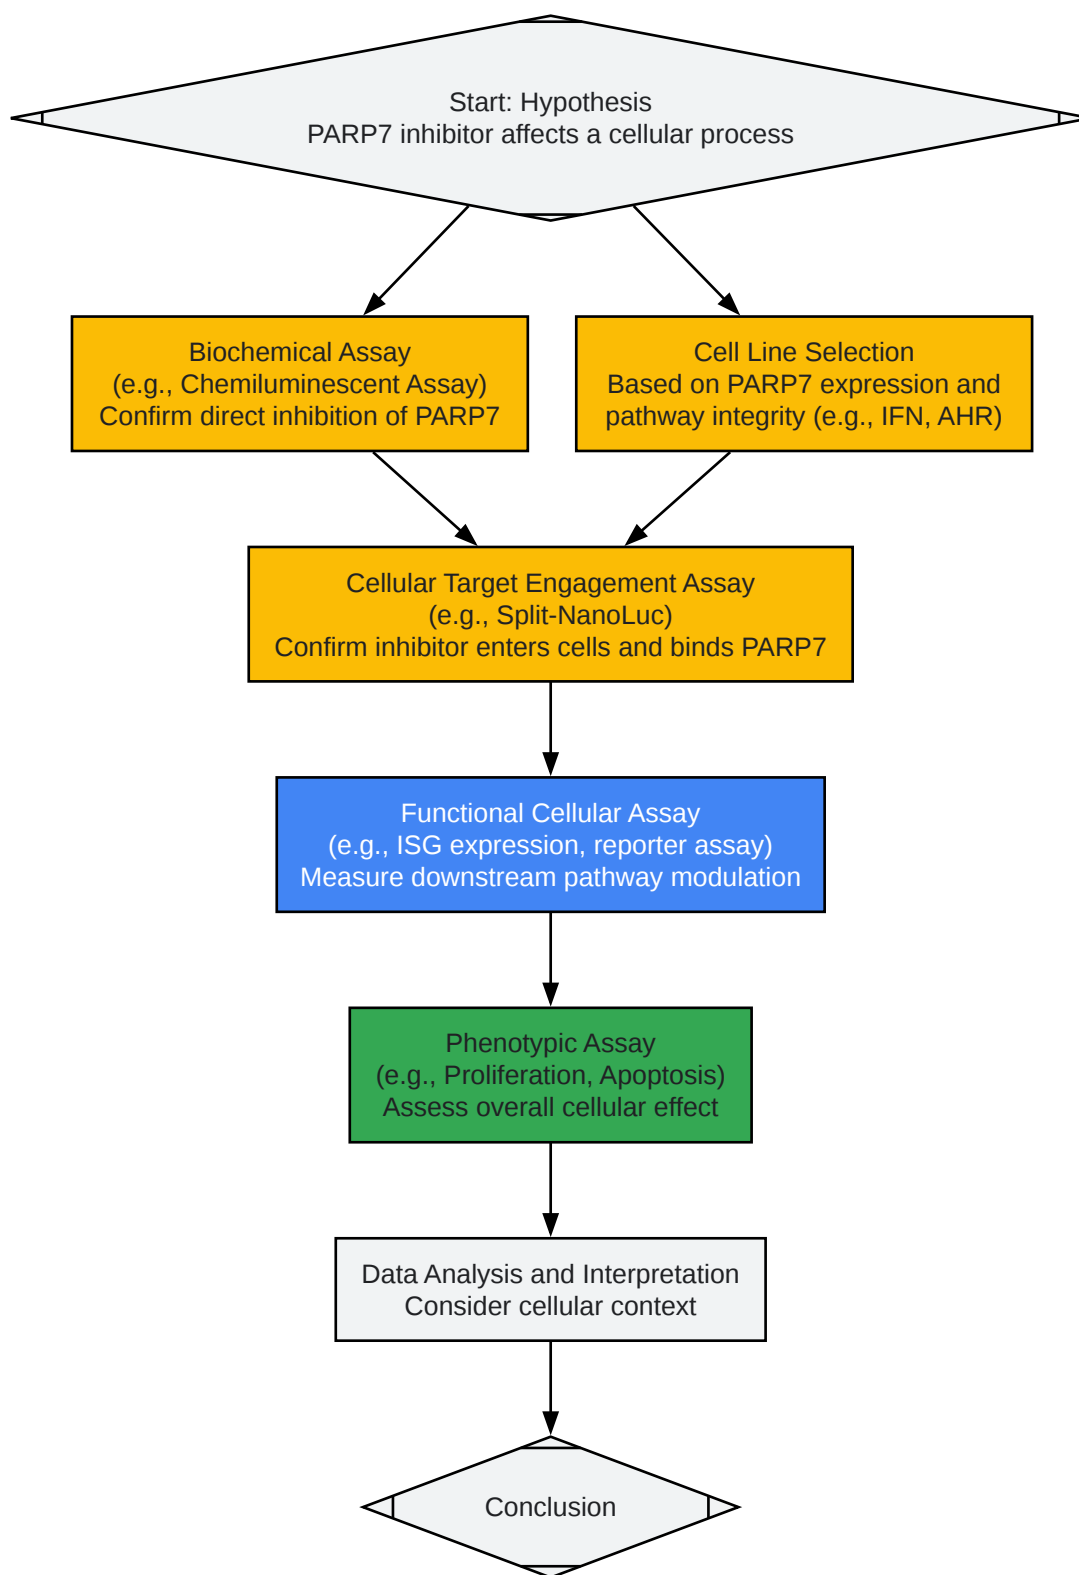 Start: Hypothesis
PARP7 inhibitor affects a cellular process
Biochemical Assay
(e.g., Chemiluminescent Assay)
Confirm direct inhibition of PARP7
Cell Line Selection
Based on PARP7 expression and
pathway integrity (e.g., IFN, AHR)
Cellular Target Engagement Assay
(e.g., Split-NanoLuc)
Confirm inhibitor enters cells and binds PARP7
Functional Cellular Assay
(e.g., ISG expression, reporter assay)
Measure downstream pathway modulation
Phenotypic Assay
(e.g., Proliferation, Apoptosis)
Assess overall cellular effect
Data Analysis and Interpretation
Consider cellular context
Conclusion